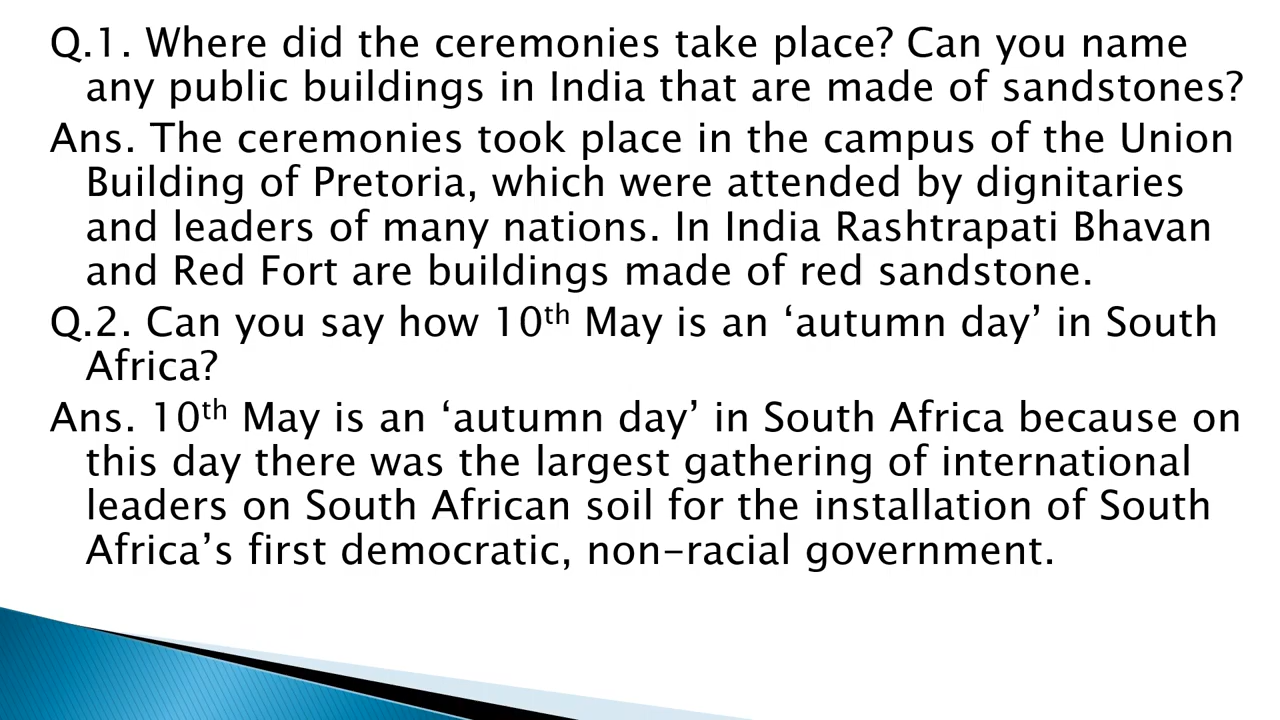 Q.1. Where did the ceremonies take place? Can you name
any public buildings in India that are made of sandstones?
Ans. The ceremonies took place in the campus of the Union
Building of Pretoria, which were attended by dignitaries
and leaders of many nations. In India Rashtrapati Bhavan
and Red Fort are buildings made of red sandstone.
Q.2. Can you say how 10th May is an ‘autumn day’ in South
Africa?
Ans. 10th May is an ‘autumn day’ in South Africa because on
this day there was the largest gathering of international
leaders on South African soil for the installation of South
Africa’s first democratic, non-racial government.